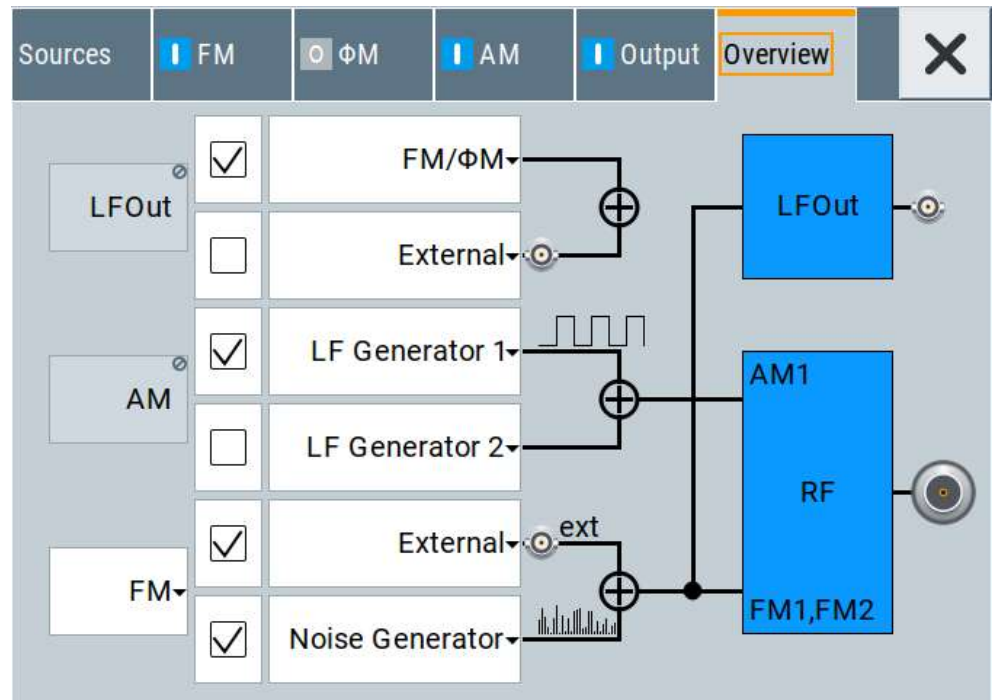 Sources
FM
O ΦM
AM
Output
Overview
LFOut
FM/ΦM
External
LFOut
AM
LF Generator 1
LF Generator 2
AM1
RF
FM1,FM2
FM
External
ext
Noise Generator